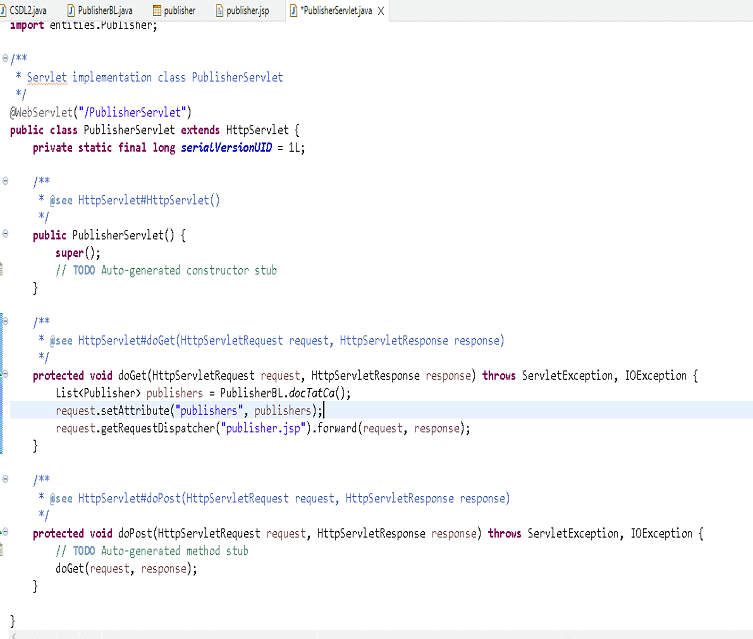 CSDL2.java PublisherBL.java publisher publisher.jsp *PublisherServlet.java
import entities.Publisher;
/**
* Servlet implementation class PublisherServlet
*/
@WebServlet("/PublisherServlet")
public class PublisherServlet extends HttpServlet {
private static final long serialVersionUID = 1L;
/**
* @see HttpServlet#HttpServlet()
*/
public PublisherServlet() {
super();
// TODO Auto-generated constructor stub
}
/**
* @see HttpServlet#doGet(HttpServletRequest request, HttpServletResponse response)
*/
protected void doGet(HttpServletRequest request, HttpServletResponse response) throws ServletException, IOException {
List<Publisher> publishers = PublisherBL.docTatCa();
request.setAttribute("publishers", publishers);
request.getRequestDispatcher("publisher.jsp").forward(request, response);
}
/**
* @see HttpServlet#doPost(HttpServletRequest request, HttpServletResponse response)
*/
protected void doPost(HttpServletRequest request, HttpServletResponse response) throws ServletException, IOException {
// TODO Auto-generated method stub
doGet(request, response);
}
}